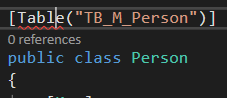 [Table("TB_M_Person")]
0 references
public class Person
{